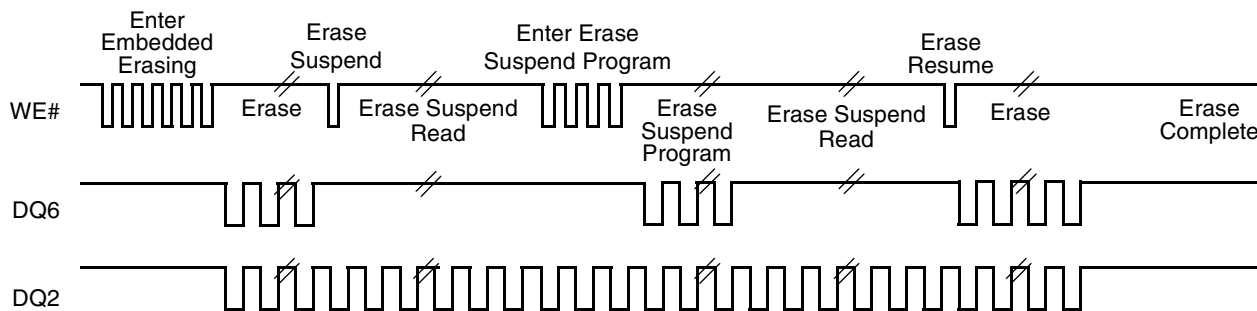 Enter
Embedded
Erasing
Erase
Suspend
Enter Erase
Suspend Program
Erase
Resume
WE#
Erase
Erase Suspend
Read
Erase
Suspend
Program
Erase Suspend
Read
Erase
Erase
Complete
DQ6
DQ2